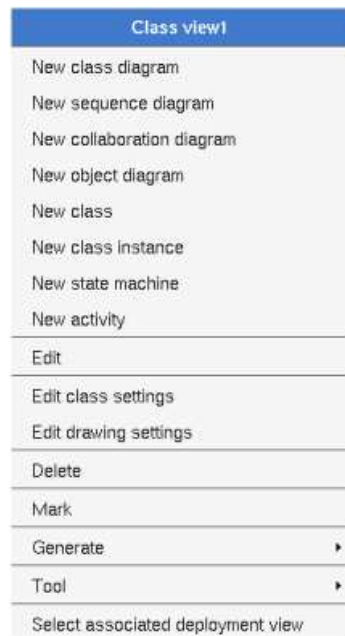 Class view1
New class diagram
New sequence diagram
New collaboration diagram
New object diagram
New class
New class instance
New state machine
New activity
Edit
Edit class settings
Edit drawing settings
Delete
Mark
Generate
Tool
Select associated deployment view